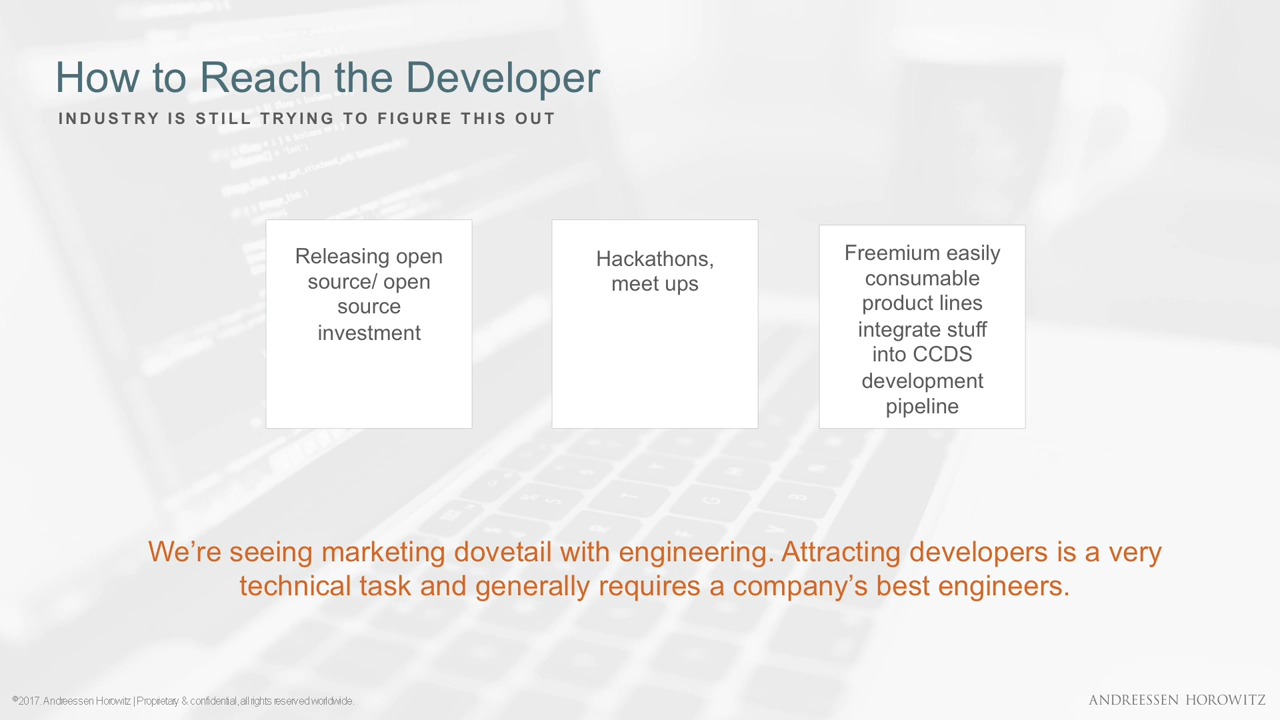 How to Reach the Developer
INDUSTRY IS STILL TRYING TO FIGURE THIS OUT
Releasing open
source/ open
source
investment
Hackathons,
meet ups
Freemium easily
consumable
product lines
integrate stuff
into CCDS
development
pipeline
We’re seeing marketing dovetail with engineering. Attracting developers is a very
technical task and generally requires a company’s best engineers.
©2017. Andreessen Horowitz | Proprietary & confidential, all rights reserved worldwide.
ANDREESSEN HOROWITZ